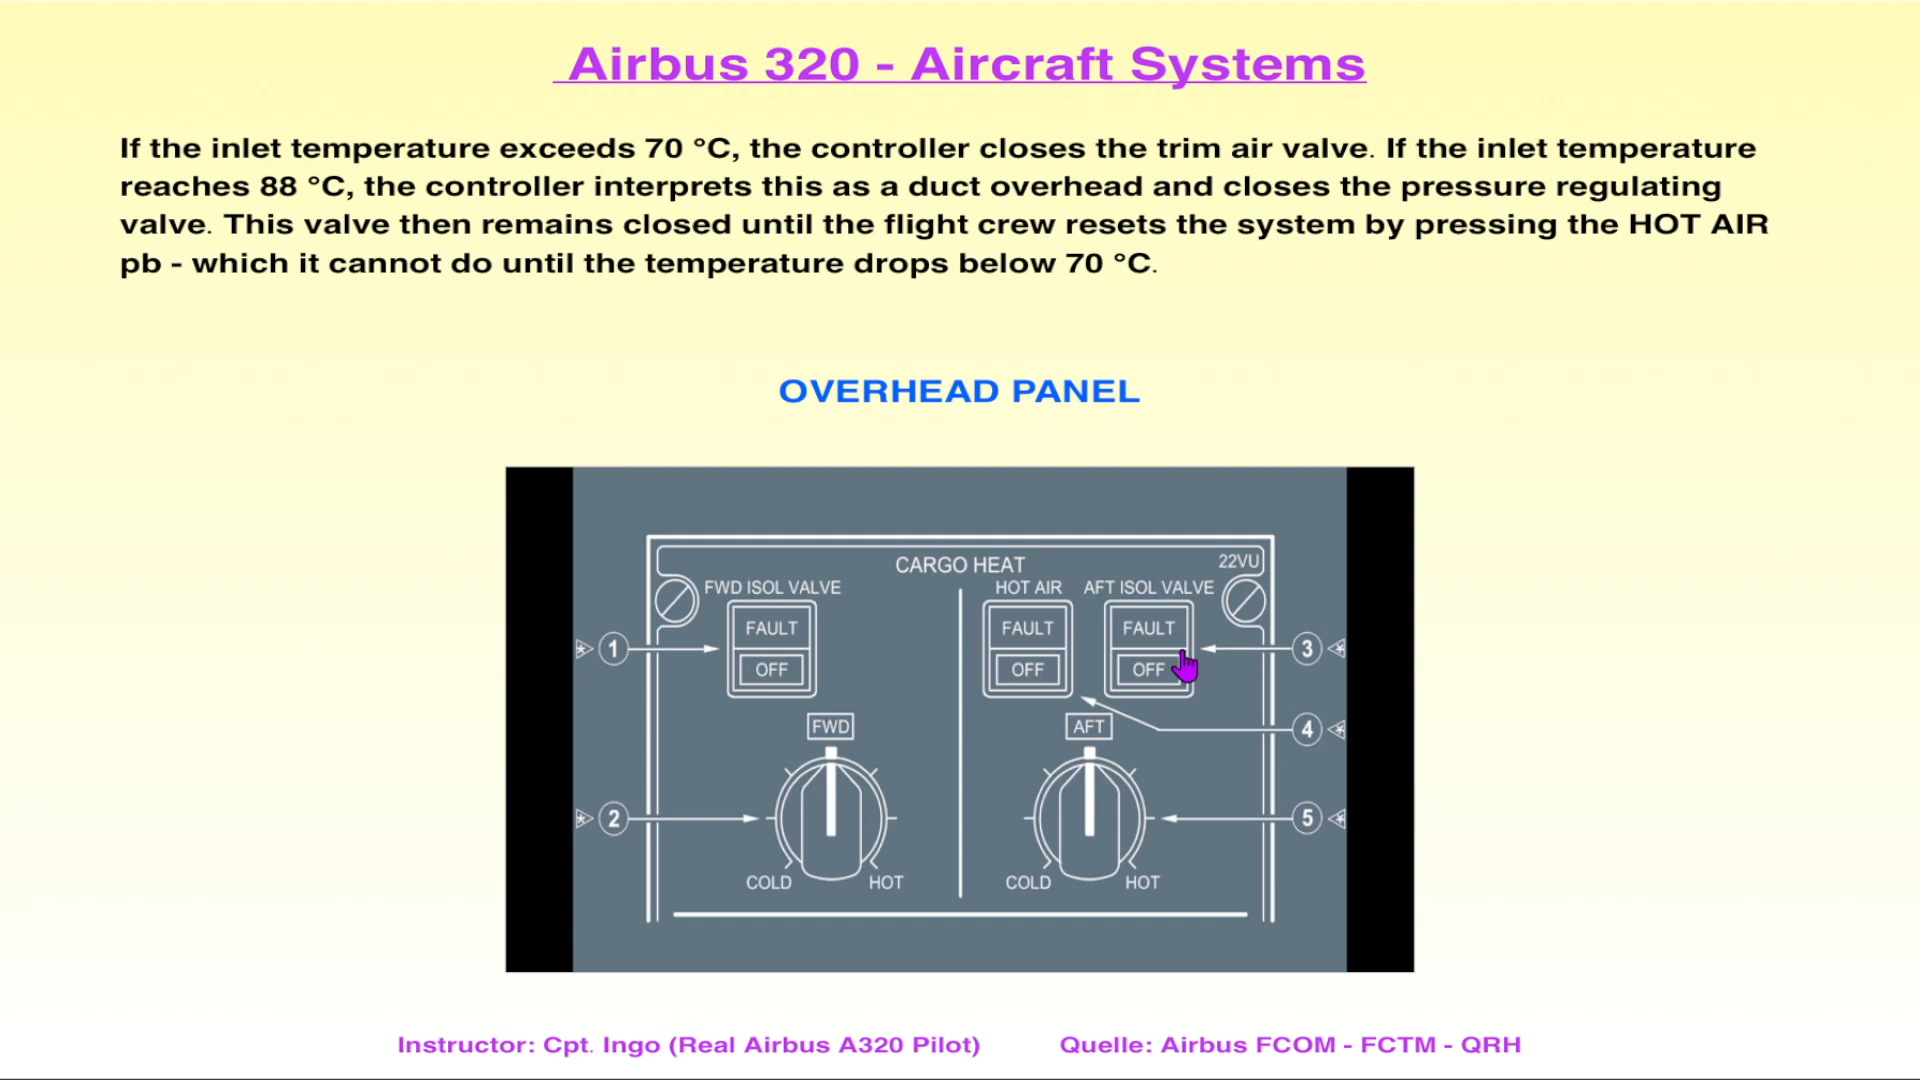 Airbus 320 - Aircraft Systems
If the inlet temperature exceeds 70 °C, the controller closes the trim air valve. If the inlet temperature
reaches 88 °C, the controller interprets this as a duct overhead and closes the pressure regulating
valve. This valve then remains closed until the flight crew resets the system by pressing the HOT AIR
pb - which it cannot do until the temperature drops below 70 °C.
OVERHEAD PANEL
CARGO HEAT 22VU
FWD ISOL VALVE HOT AIR AFT ISOL VALVE
FAULT FAULT FAULT
1 3
OFF OFF OFF
FWD AFT 4
2 5
COLD HOT COLD HOT
Instructor: Cpt. Ingo (Real Airbus A320 Pilot) Quelle: Airbus FCOM - FCTM - QRH